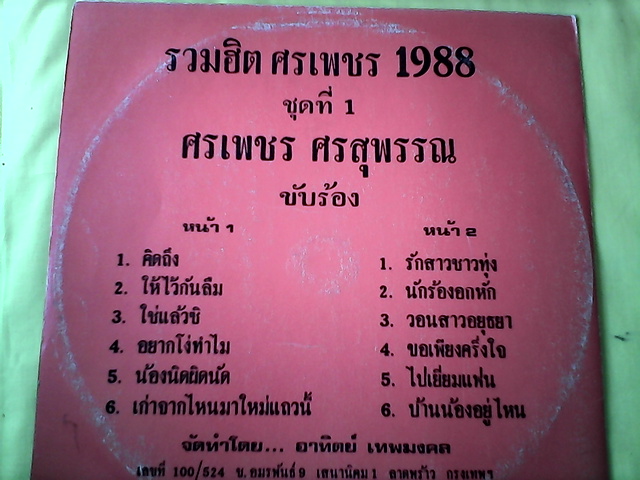 รวมฮิต ศรเพชร 1988
ชุดที่ 1
ศรเพชร ศรสุพรรณ
ขับร้อง
หน้า 1
1. คิดถึง
2. ให้ไว้กันลืม
3. ใช่แล้วซิ
4. อยากโง่ทำไม
5. น้องนิดผิดนัด
6. เก่าจากไหนมาใหม่แถวนี้
หน้า 2
1. รักสาวชาวทุ่ง
2. นักร้องอกหัก
3. วอนสาวอยุธยา
4. ขอเพียงครึ่งใจ
5. ไปเยี่ยมแฟน
6. บ้านน้องอยู่ไหน
จัดทำโดย... อาทิตย์ เทพมงคล
เลขที่ 100/524 ซ.อมรพันธ์ 9 เสนานิคม 1 ลาดพร้าว กรุงเทพฯ